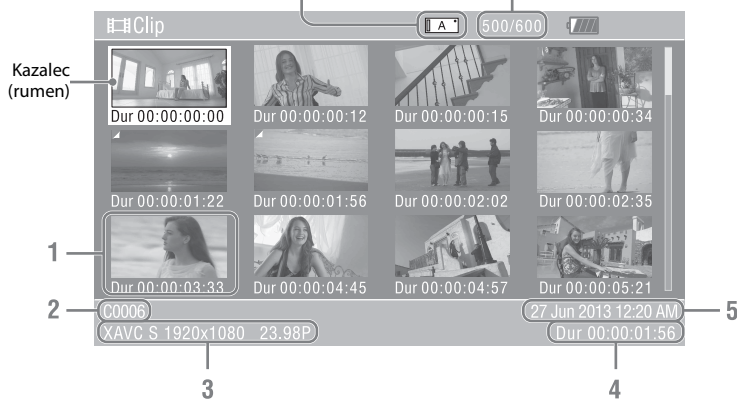 Clip A 500/600
Kazalec
(rumen)
Dur 00:00:00:00 Dur 00:00:00:12 Dur 00:00:00:15 Dur 00:00:00:34
Dur 00:00:01:22 Dur 00:00:01:56 Dur 00:00:02:02 Dur 00:00:02:35
1
Dur 00:00:03:33 Dur 00:00:04:45 Dur 00:00:04:57 Dur 00:00:05:21
2 C0006 27 Jun 2013 12:20 AM 5
XAVC S 1920x1080 23.98P Dur 00:00:01:56
3 4